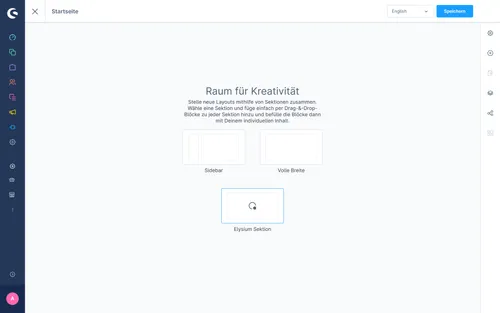 Startseite
English
Speichern
Raum für Kreativität
Stelle neue Layouts mithilfe von Sektionen zusammen.
Wähle eine Sektion und füge einfach per Drag-&-Drop-
Blöcke zu jeder Sektion hinzu und befülle die Blöcke dann
mit Deinem individuellen Inhalt.
Sidebar
Volle Breite
Elysium Sektion
A